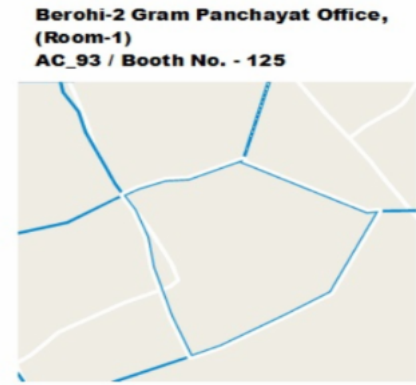 Berohi-2 Gram Panchayat Office,
(Room-1)
AC_93 / Booth No. - 125